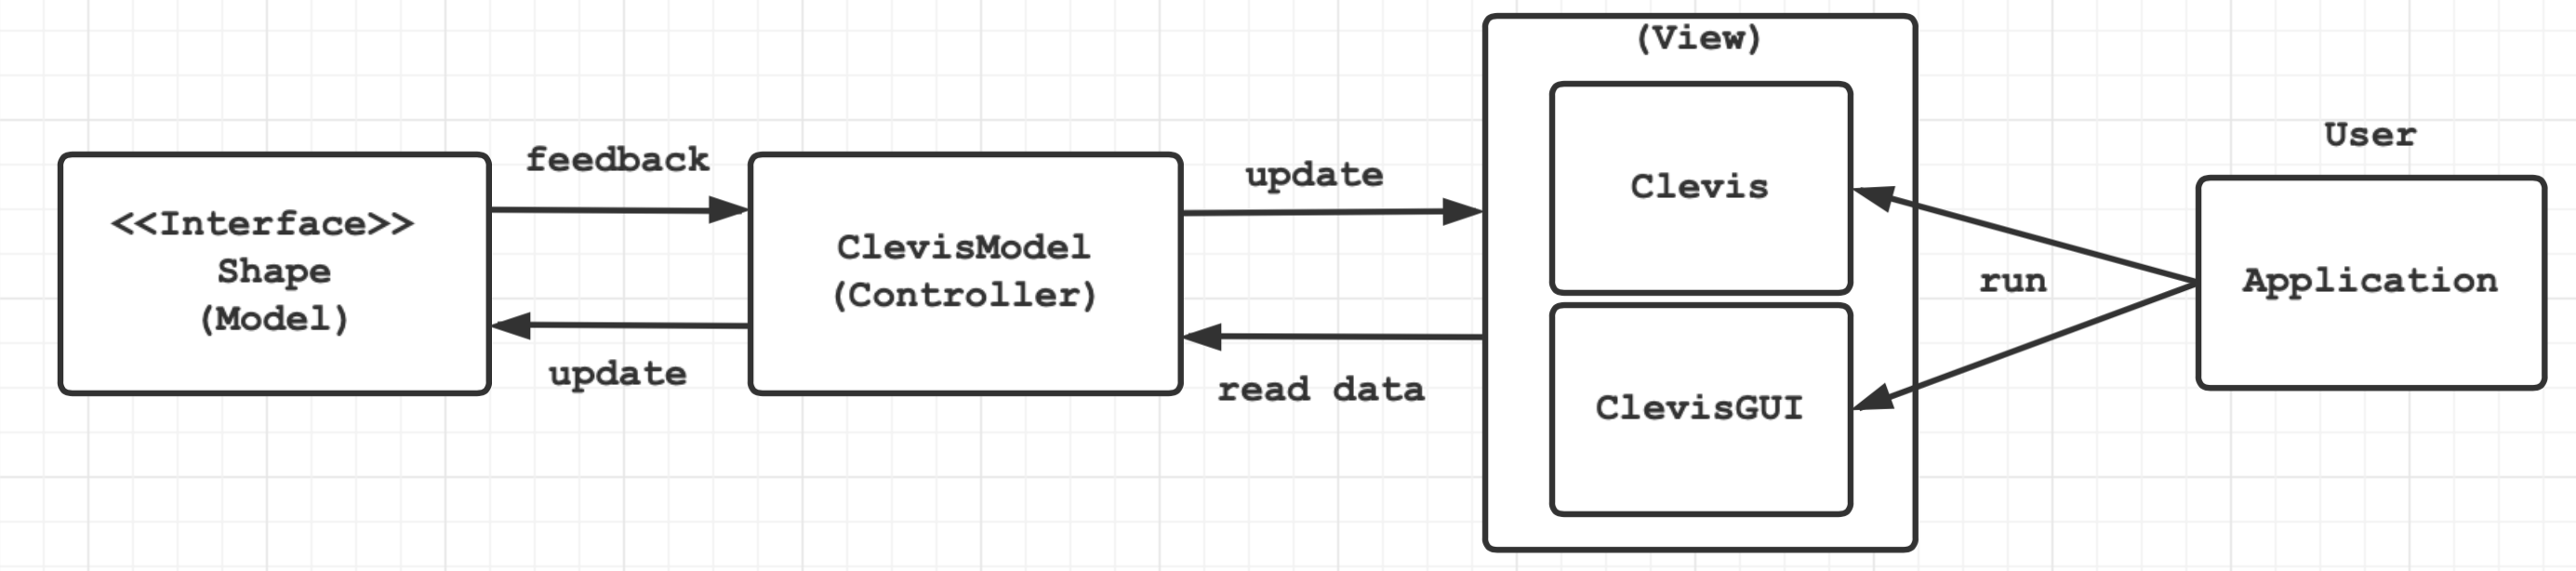 <<Interface>>
Shape
(Model)
feedback
update
ClevisModel
(Controller)
update
read data
(View)
Clevis
ClevisGUI
run
User
Application